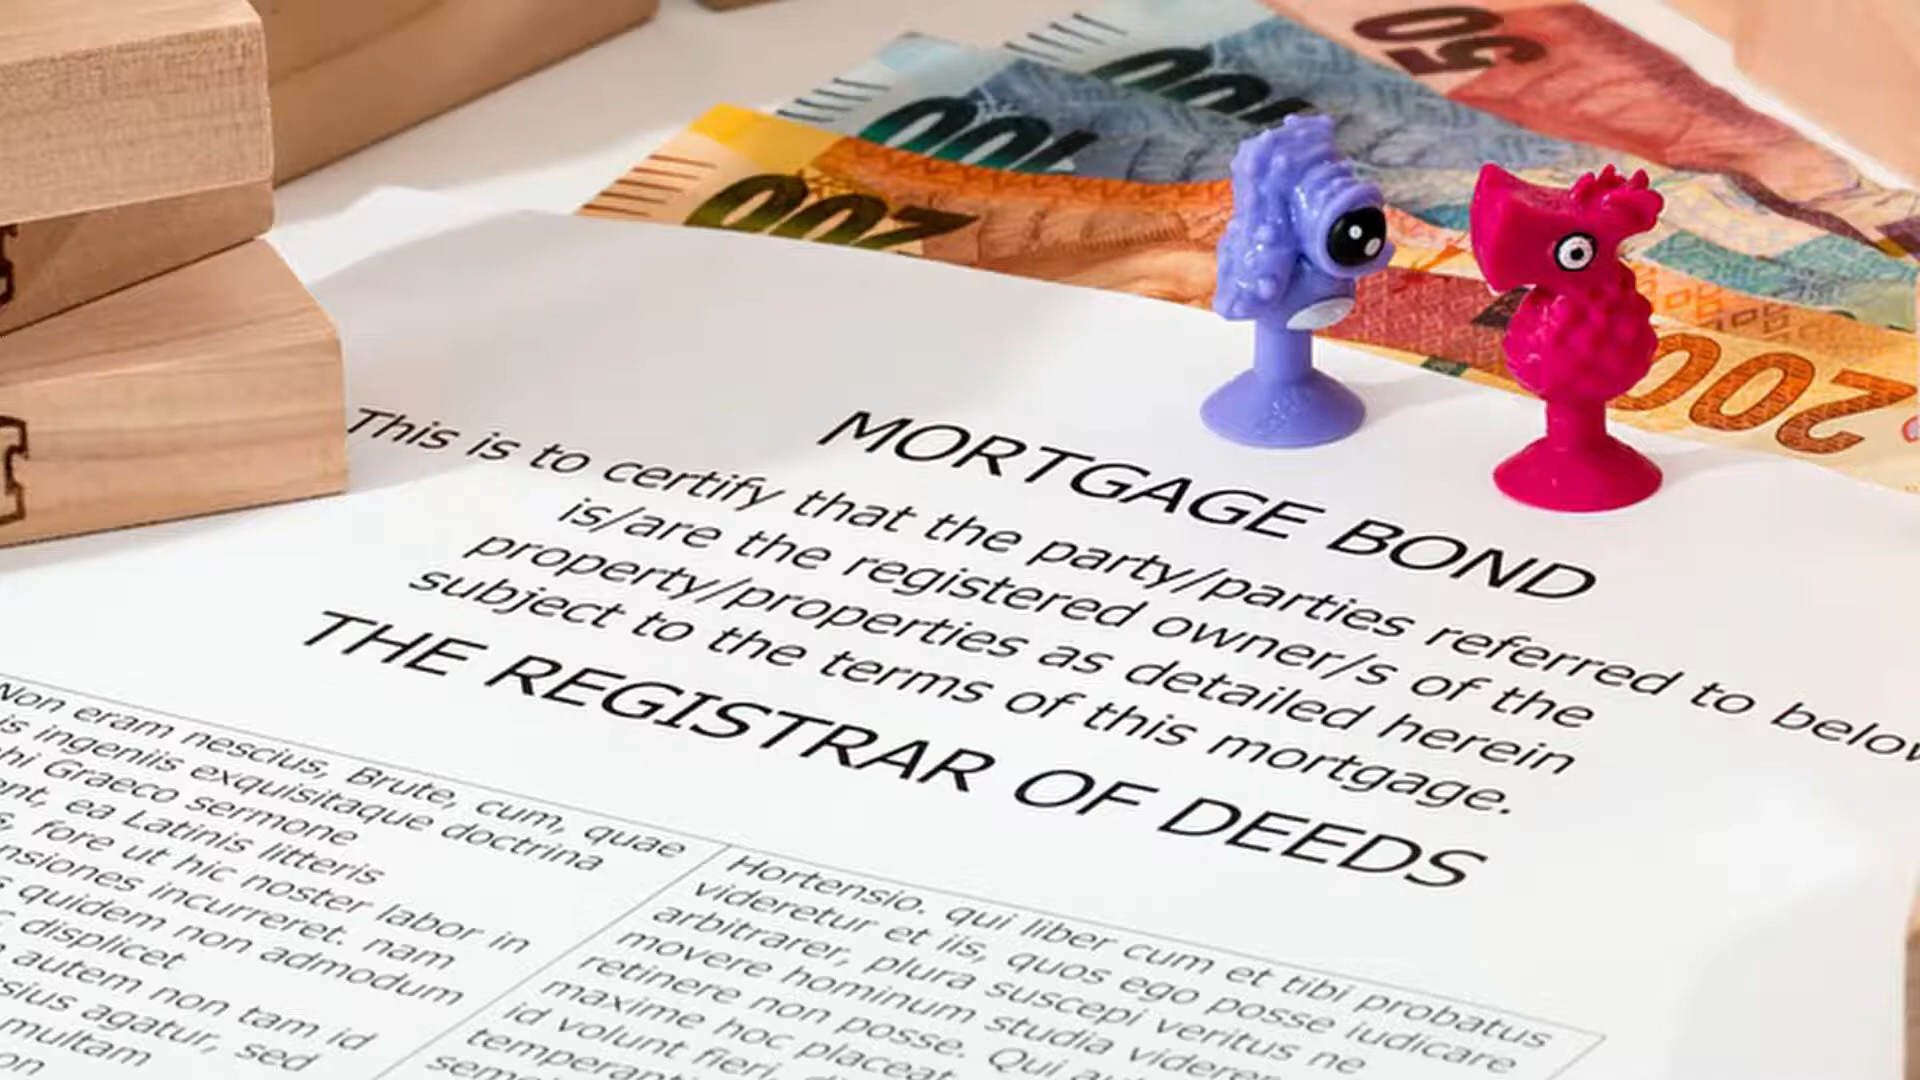 50
100
100
200
200
MORTGAGE BOND
This is to certify that the party/parties referred to below
is/are the registered owner/s of the
property/properties as detailed herein
subject to the terms of this mortgage.
THE REGISTRAR OF DEEDS
Non eram nescius, Brute, cum, quae
is ingeniis exquisitaque doctrina
hi Graeco sermone
ent, ea Latinis litteris
fore ut hic noster labor in
nsiones incurreret. nam
quidem non admodum
displicet
autem non tam id
sius agatur, sed
multam
on
Hortensio. qui liber cum et tibi probatus
videretur et iis, quos ego posse iudicare
arbitrarer, plura suscepi veritus ne
movere hominum studia viderer
retinere non posse. Qui
maxime hoc placeat
id volunt fieri,